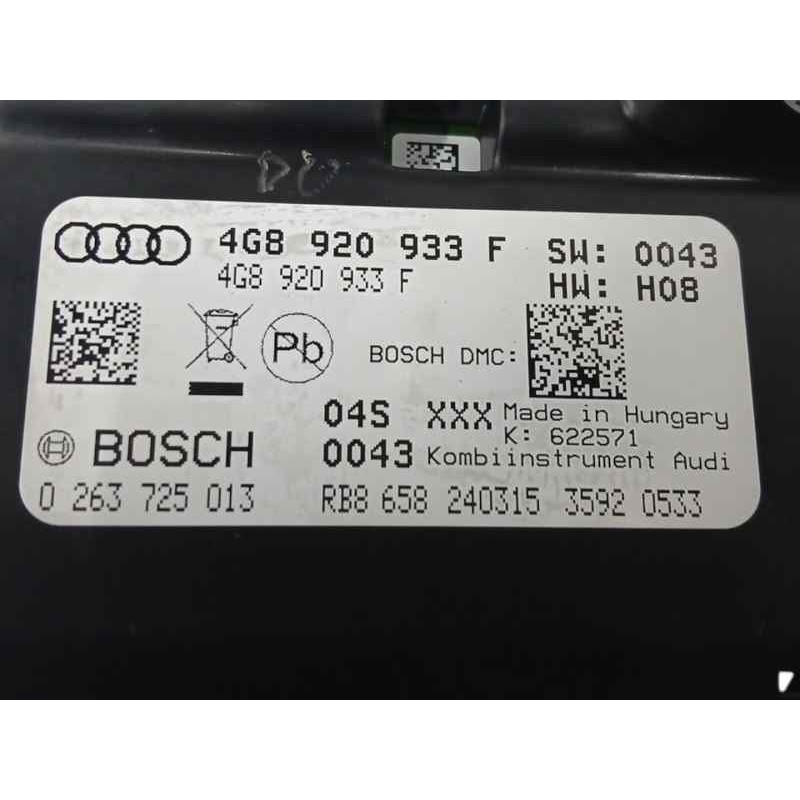 4G8 920 933 F SW: 0043
4G8 920 933 F HW: H08
Pb
BOSCH DMC:
04S XXX Made in Hungary
K: 622571
BOSCH 0043 Kombiinstrument Audi
0 263 725 013 RB8 658 240315 3592 0533